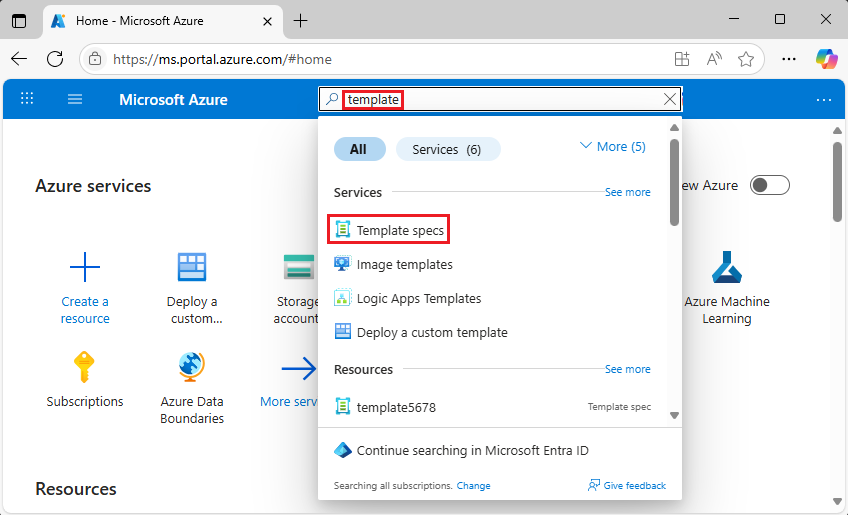 Home - Microsoft Azure
https://ms.portal.azure.com/#home
Microsoft Azure
template
All
Services (6)
More (5)
Azure services
Services
See more
ew Azure
Template specs
Image templates
Logic Apps Templates
Deploy a custom template
Create a
resource
Deploy a
custom...
Storage
account
Azure Machine
Learning
Resources
See more
template5678
Template spec
Subscriptions
Azure Data
Boundaries
More serv
Continue searching in Microsoft Entra ID
Searching all subscriptions. Change
Give feedback
Resources